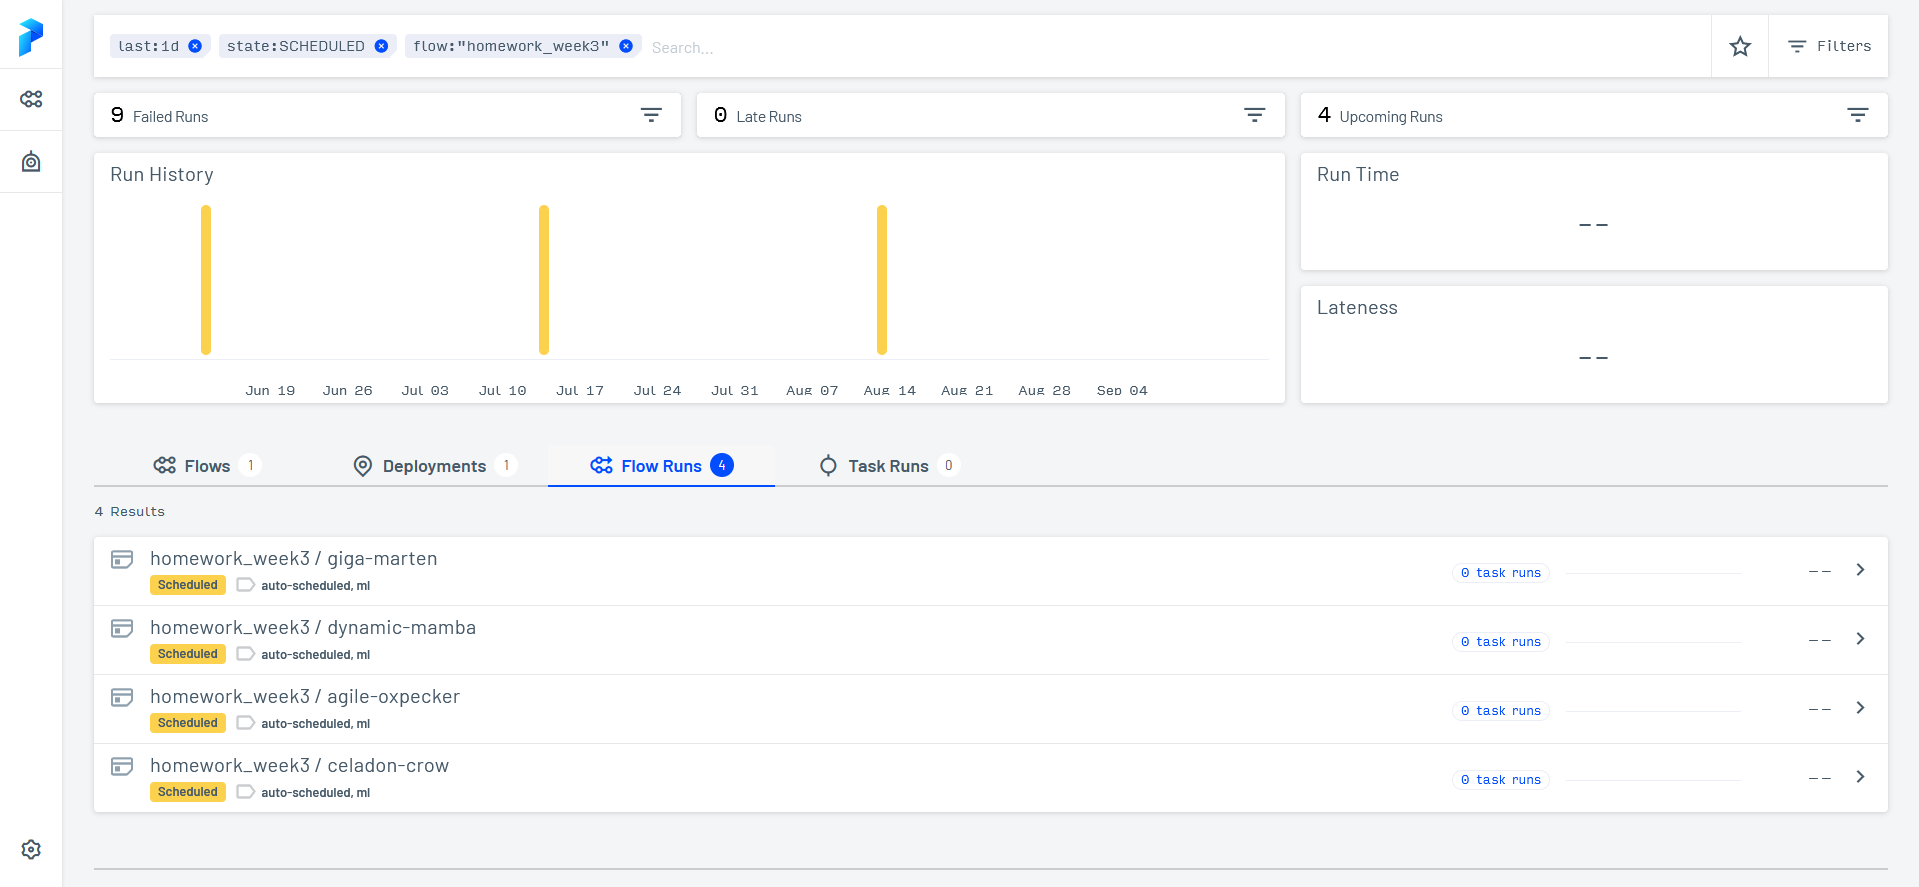 last:1d state:SCHEDULED flow:"homework_week3" Search... Filters
9 Failed Runs
0 Late Runs
4 Upcoming Runs
Run History
Jun 19 Jun 26 Jul 03 Jul 10 Jul 17 Jul 24 Jul 31 Aug 07 Aug 14 Aug 21 Aug 28 Sep 04
Run Time
--
Lateness
--
Flows 1 Deployments 1 Flow Runs 4 Task Runs 0
4 Results
homework_week3 / giga-marten
Scheduled auto-scheduled, ml
0 task runs --
homework_week3 / dynamic-mamba
Scheduled auto-scheduled, ml
0 task runs --
homework_week3 / agile-oxpecker
Scheduled auto-scheduled, ml
0 task runs --
homework_week3 / celadon-crow
Scheduled auto-scheduled, ml
0 task runs --